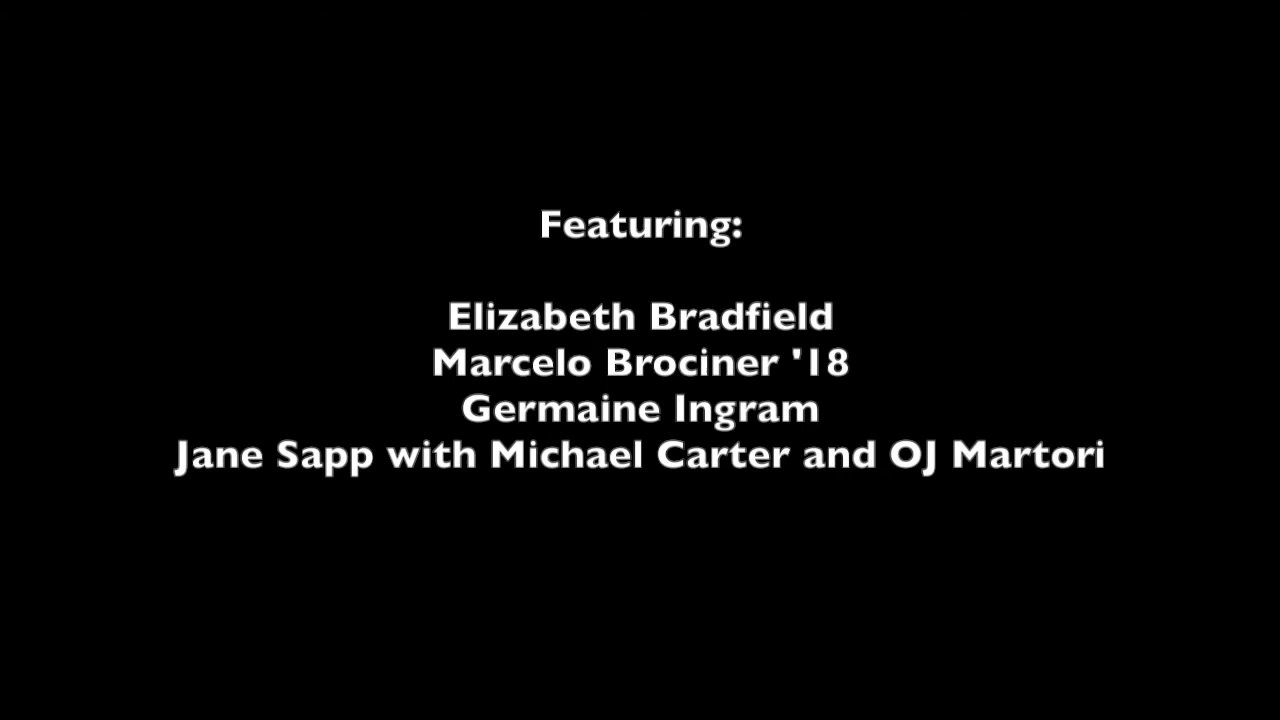 Featuring:
Elizabeth Bradfield
Marcelo Brociner '18
Germaine Ingram
Jane Sapp with Michael Carter and OJ Martori